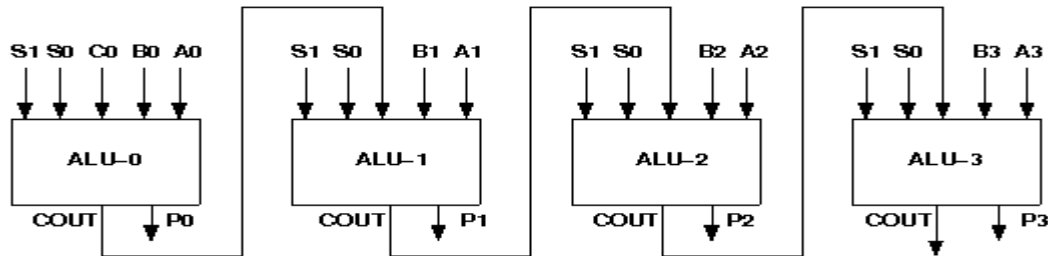 S1 S0 C0 B0 A0 S1 S0 B1 A1 S1 S0 B2 A2 S1 S0 B3 A3
ALU-0 ALU-1 ALU-2 ALU-3
COUT P0 COUT P1 COUT P2 COUT P3